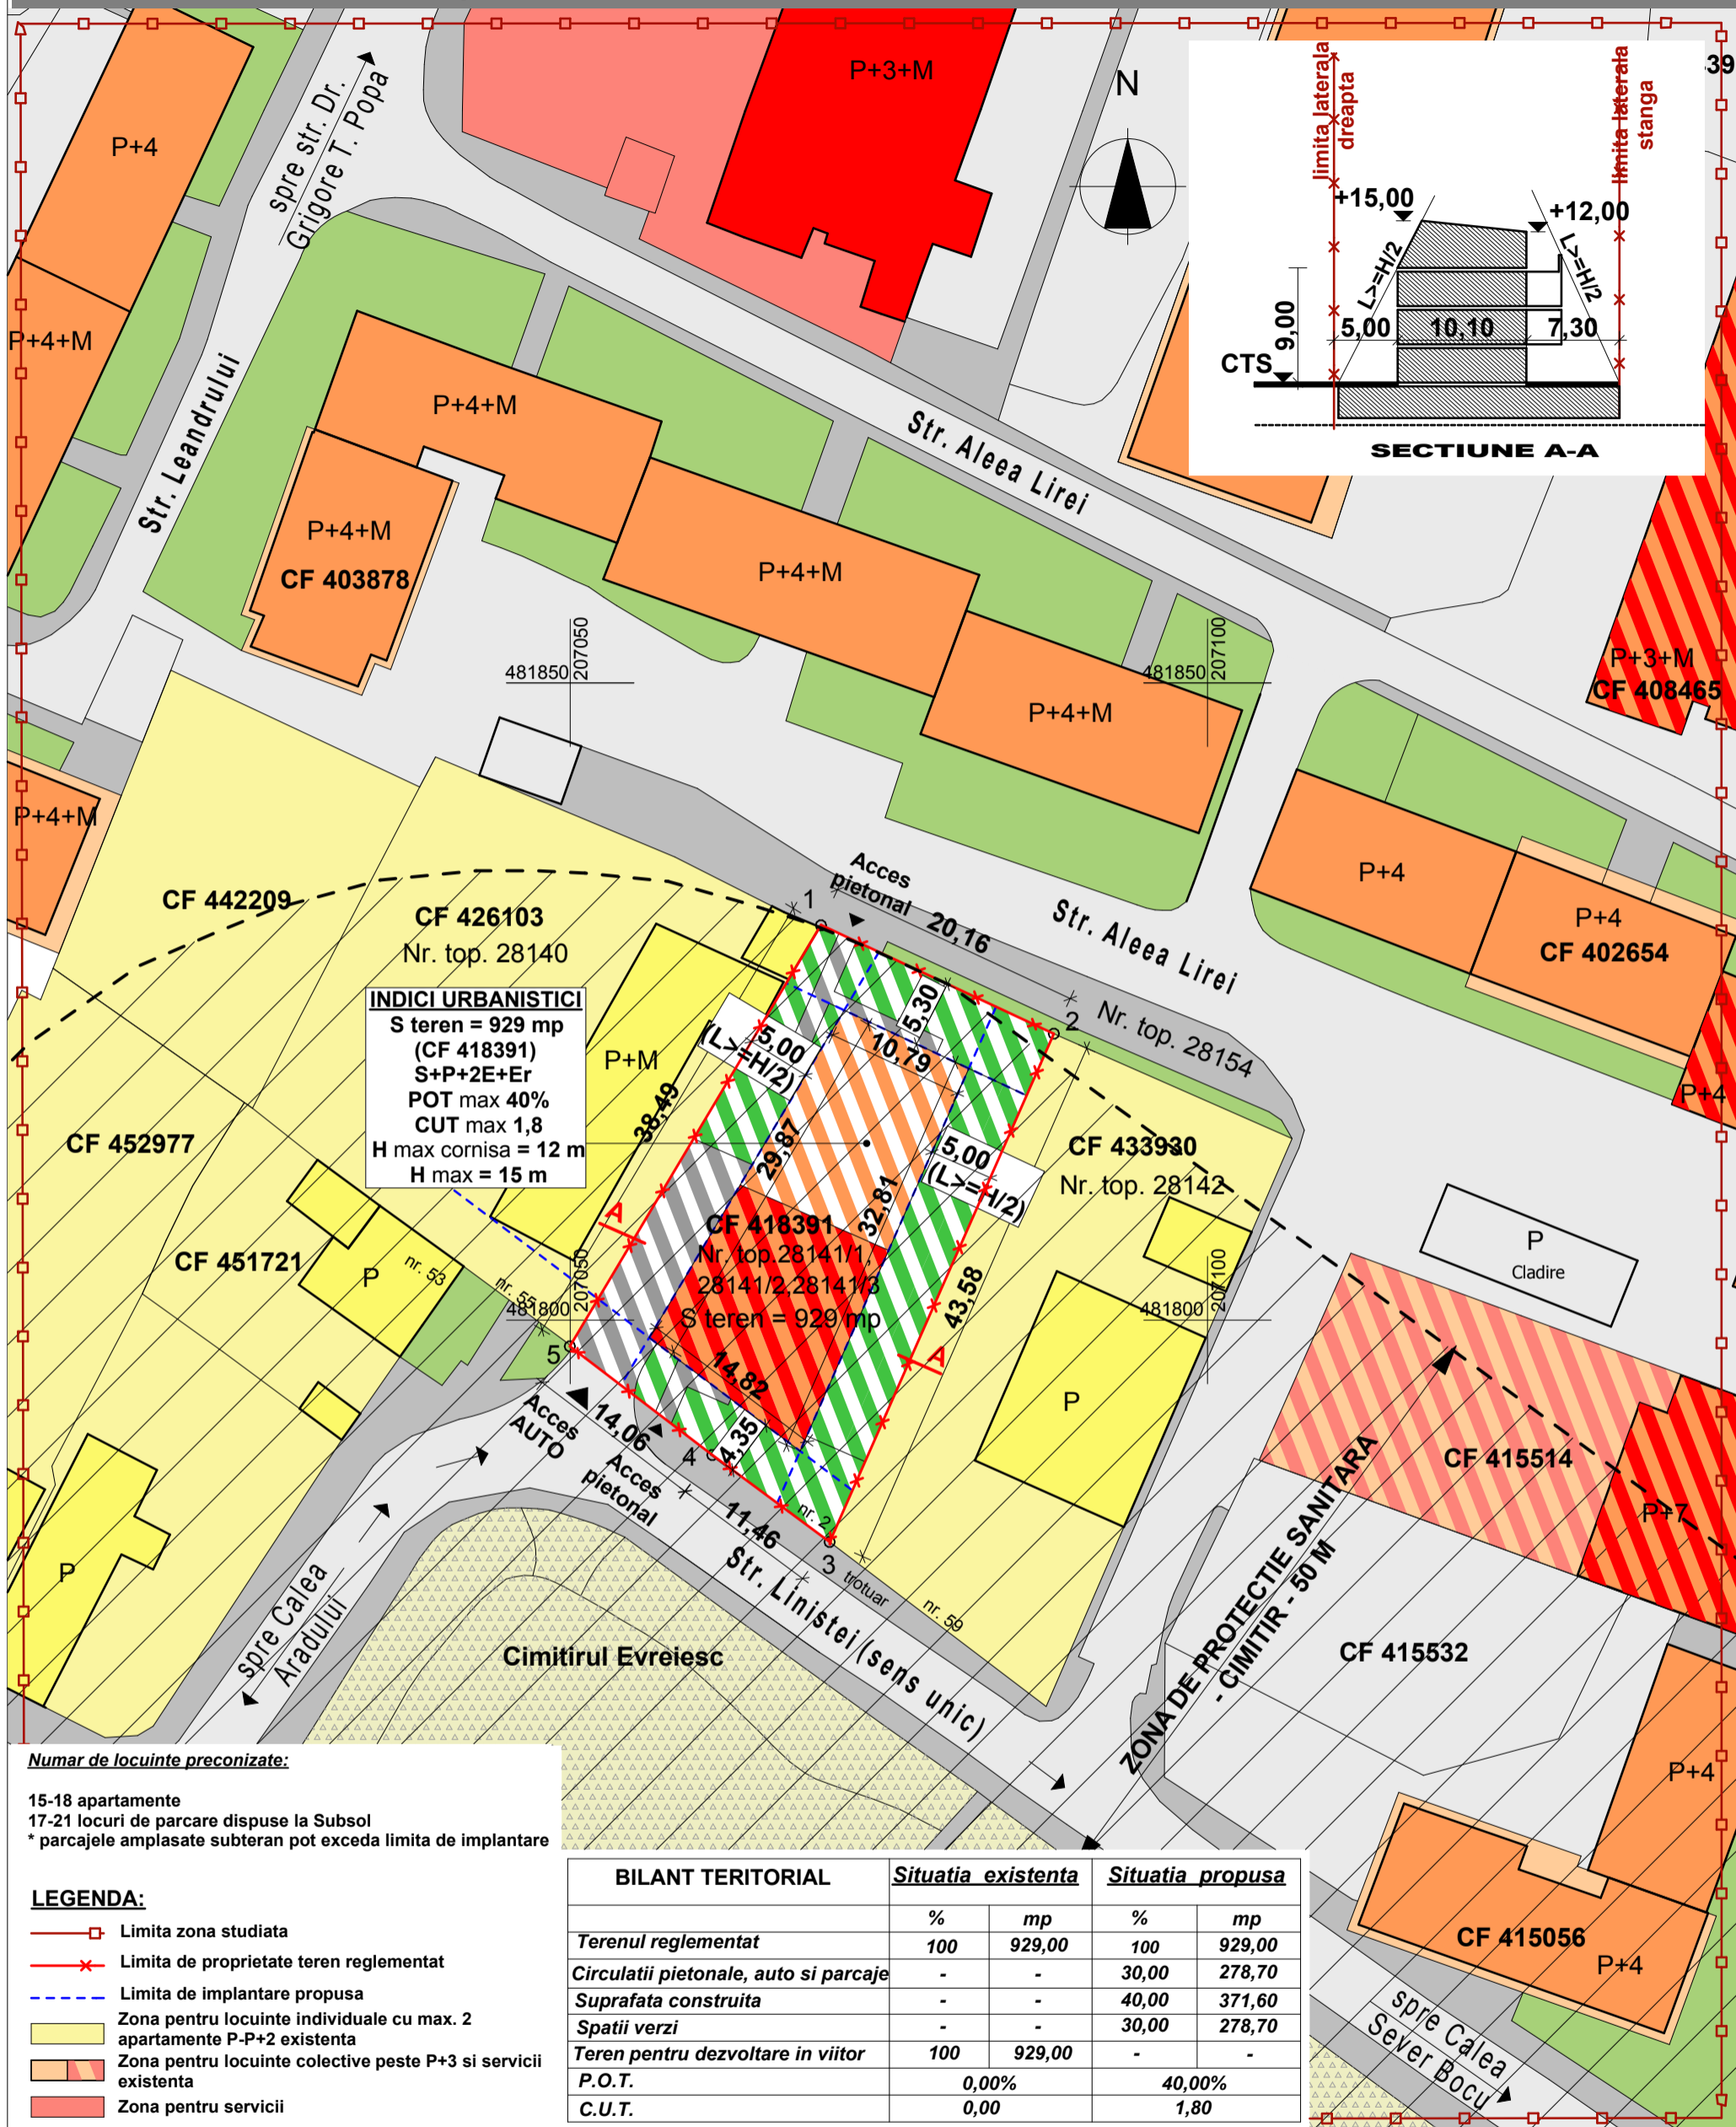 P+4
spre str. Dr.
Grigore T. Popa
P+3+M
N
limita laterala
dreapta
limita laterala
stanga
+15,00
+12,00
L>=H/2
L>=H/2
9,00
5,00
10,10
7,30
CTS
SECTIUNE A-A
P+4+M
P+4+M
Str. Leandrului
Str. Aleea Lirei
P+4+M
CF 403878
P+4+M
P+4+M
481850
207050
481850
207100
P+3+M
CF 408465
P+4+M
CF 442209
CF 426103
Nr. top. 28140
Acces
pietonal
1
20,16
Str. Aleea Lirei
P+4
P+4
CF 402654
P+4
INDICI URBANISTICI
S teren = 929 mp
(CF 418391)
S+P+2E+Er
POT max 40%
CUT max 1,8
H max cornisa = 12 m
H max = 15 m
P+M
5,00
(L>=H/2)
5,30
10,79
2
Nr. top. 28154
38,49
29,87
32,81
5,00
(L>=H/2)
CF 433930
Nr. top. 28142
CF 452977
CF 451721
P
nr. 53
nr. 55
A
CF 418391
Nr. top.28141/1,
28141/2,28141/3
S teren = 929 mp
43,58
A
481800
207050
481800
207100
P
Cladire
5
14,82
4,35
Acces
AUTO
14,06
4
Acces
pietonal
11,46
nr. 2
3
trotuar
nr. 59
P
P
CF 415514
P+7
spre Calea
Aradului
Str. Linistei (sens unic)
Cimitirul Evreiesc
ZONA DE PROTECTIE SANITARA
- CIMITIR - 50 M
CF 415532
P+4
CF 415056
P+4
spre Calea
Sever Bocu
Numar de locuinte preconizate:
15-18 apartamente
17-21 locuri de parcare dispuse la Subsol
* parcajele amplasate subteran pot exceda limita de implantare
LEGENDA:
Limita zona studiata
Limita de proprietate teren reglementat
Limita de implantare propusa
Zona pentru locuinte individuale cu max. 2
apartamente P-P+2 existenta
Zona pentru locuinte colective peste P+3 si servicii
existenta
Zona pentru servicii
BILANT TERITORIAL Situatia existenta Situatia propusa
% mp % mp
Terenul reglementat 100 929,00 100 929,00
Circulatii pietonale, auto si parcaje - - 30,00 278,70
Suprafata construita - - 40,00 371,60
Spatii verzi - - 30,00 278,70
Teren pentru dezvoltare in viitor 100 929,00 - -
P.O.T. 0,00% 40,00%
C.U.T. 0,00 1,80